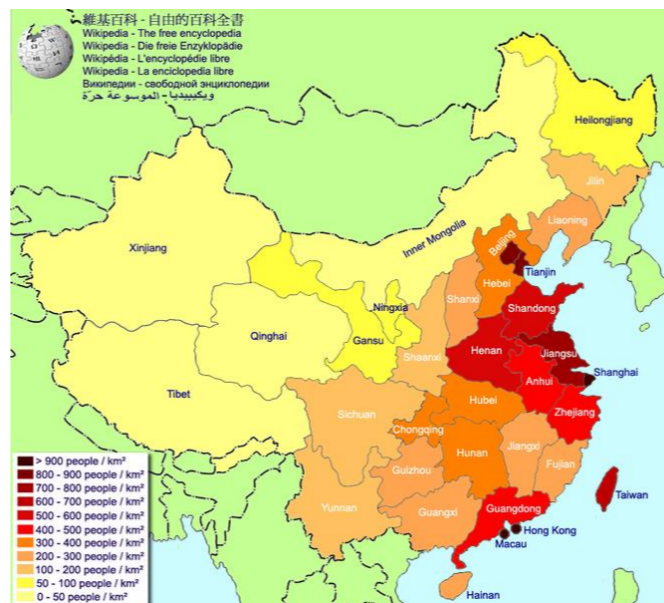 維基百科 - 自由的百科全書
Wikipedia - The free encyclopedia
Wikipedia - Die freie Enzyklopädie
Wikipédia - L'encyclopédie libre
Wikipedia - La enciclopedia libre
Википедии - свободной энциклопедии
ويكيبيديا - الموسوعة حرّة
Heilongjiang
Jilin
Liaoning
Inner Mongolia
Xinjiang
Beijing
Tianjin
Hebei
Ningxia
Shanxi
Shandong
Qinghai
Gansu
Shaanxi
Henan
Jiangsu
Shanghai
Anhui
Tibet
Hubei
Zhejiang
Sichuan
Chongqing
Hunan
Jiangxi
Guizhou
Fujian
Yunnan
Guangxi
Guangdong
Taiwan
Hong Kong
Macau
Hainan
> 900 people / km²
800 - 900 people / km²
700 - 800 people / km²
600 - 700 people / km²
500 - 600 people / km²
400 - 500 people / km²
300 - 400 people / km²
200 - 300 people / km²
100 - 200 people / km²
50 - 100 people / km²
0 - 50 people / km²